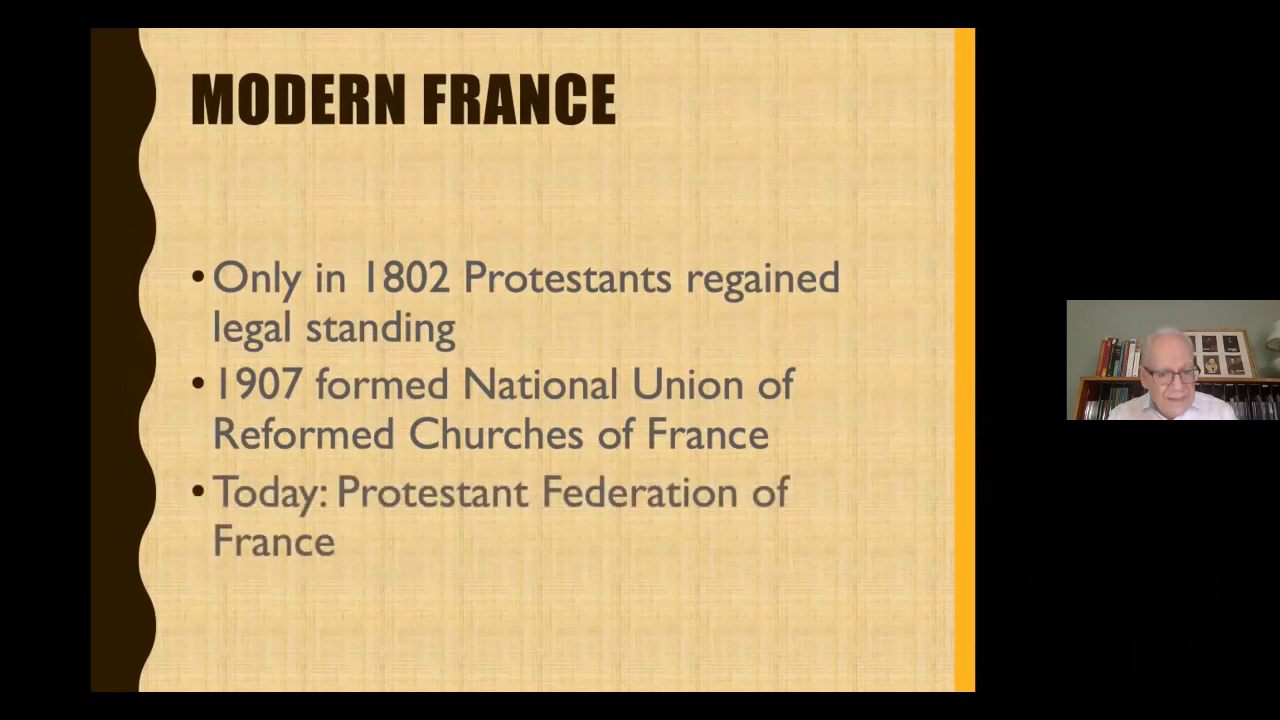 MODERN FRANCE
• Only in 1802 Protestants regained
legal standing
• 1907 formed National Union of
Reformed Churches of France
• Today: Protestant Federation of
France